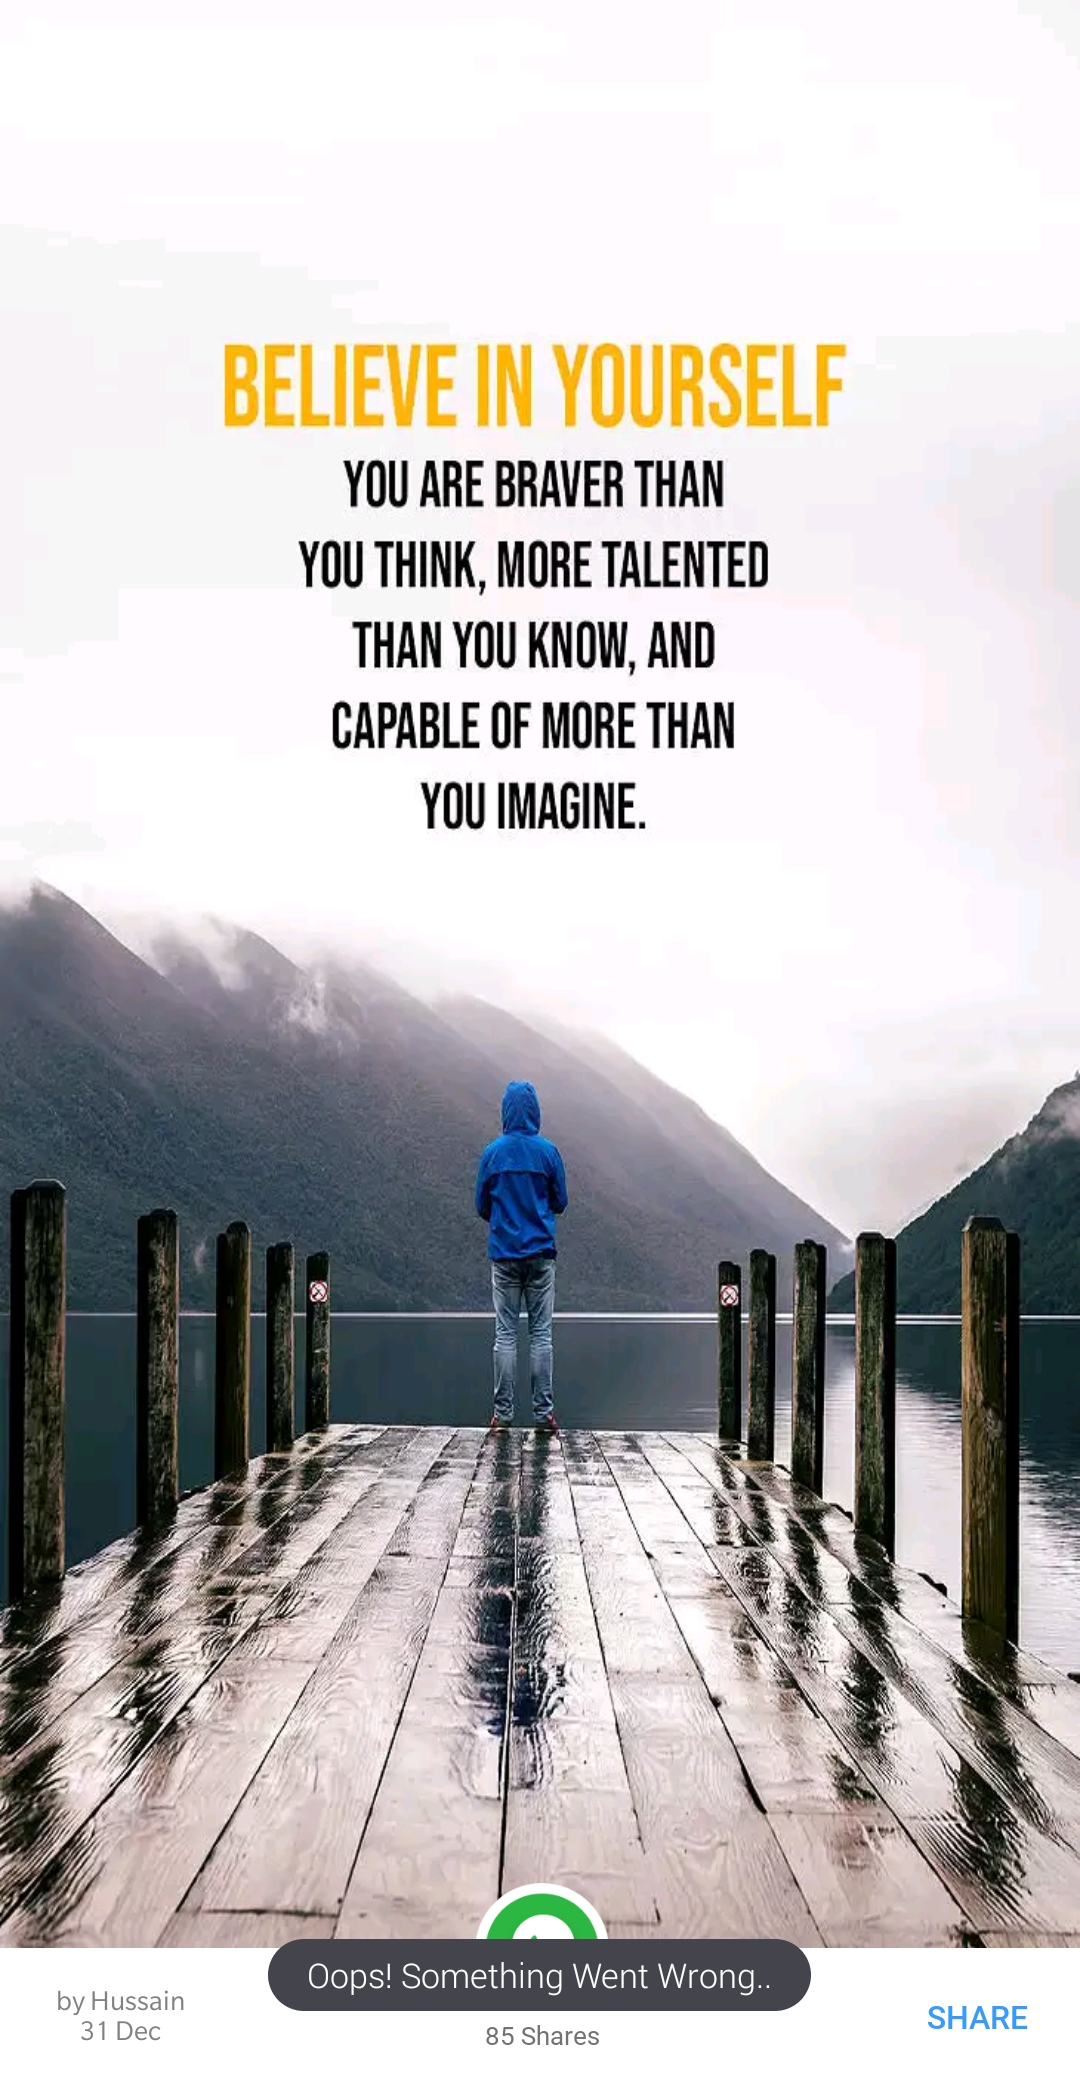 BELIEVE IN YOURSELF
YOU ARE BRAVER THAN
YOU THINK, MORE TALENTED
THAN YOU KNOW, AND
CAPABLE OF MORE THAN
YOU IMAGINE.
Oops! Something Went Wrong..
by Hussain
31 Dec
85 Shares
SHARE